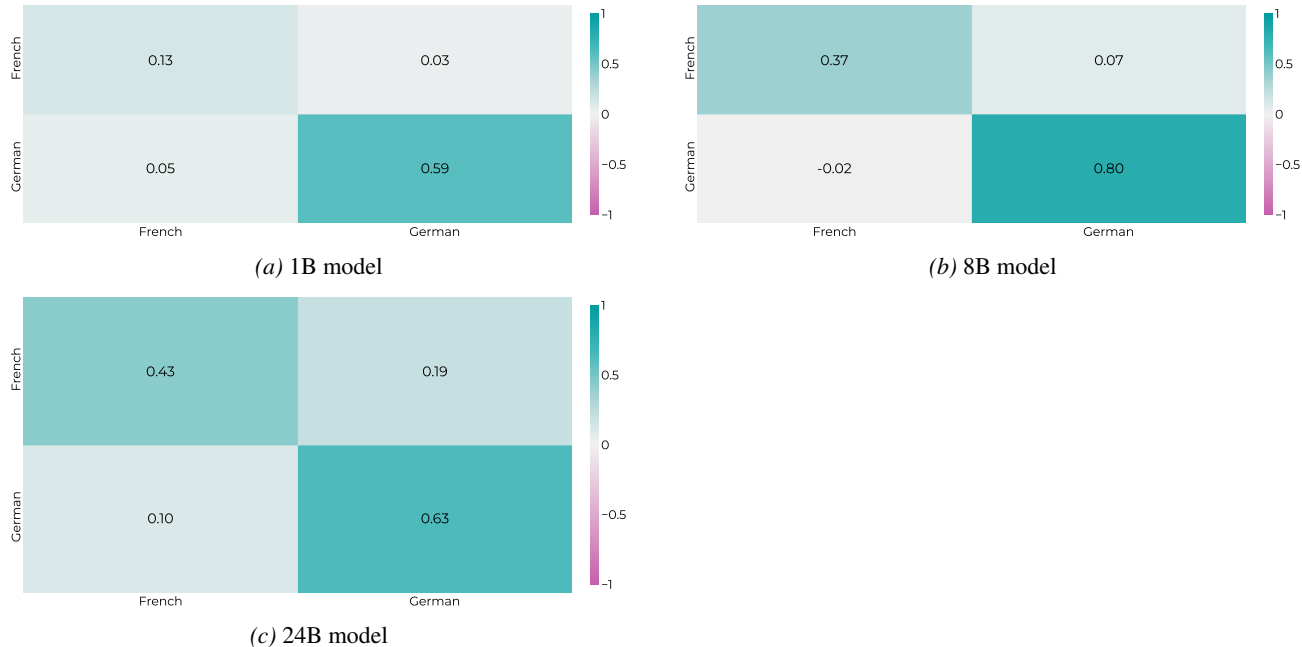 French
0.13
0.03
German
0.05
0.59
French
German
1
0.5
0
−0.5
−1
(a) 1B model
French
0.37
0.07
German
-0.02
0.80
French
German
1
0.5
0
−0.5
−1
(b) 8B model
French
0.43
0.19
German
0.10
0.63
French
German
1
0.5
0
−0.5
−1
(c) 24B model